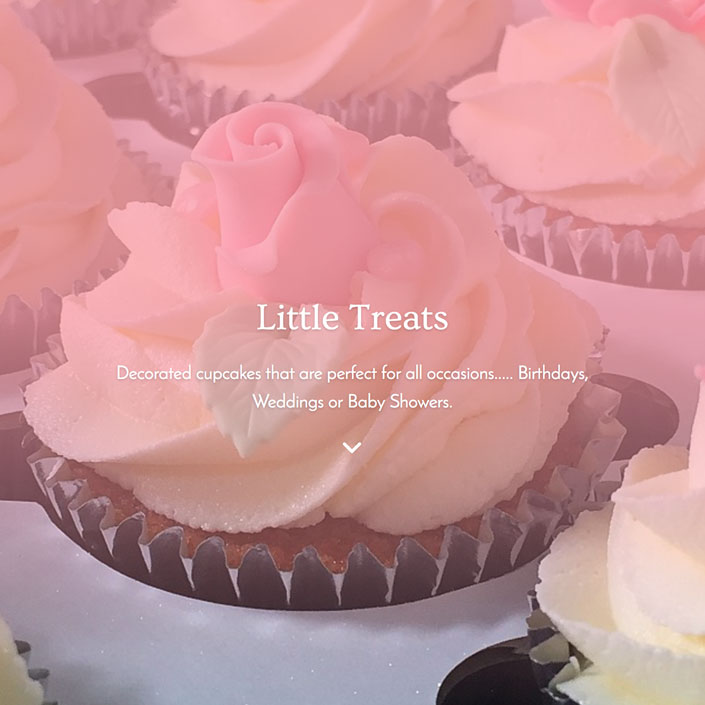 Little Treats
Decorated cupcakes that are perfect for all occasions..... Birthdays,
Weddings or Baby Showers.